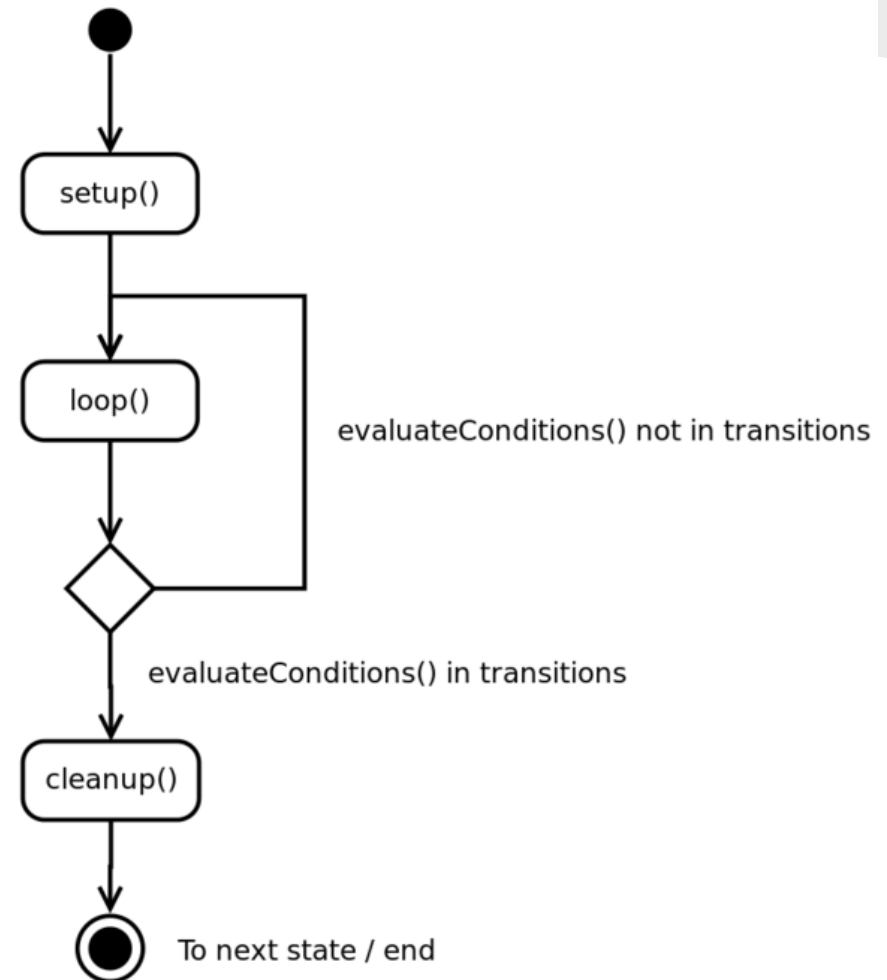 setup()
loop()
evaluateConditions() not in transitions
evaluateConditions() in transitions
cleanup()
To next state / end